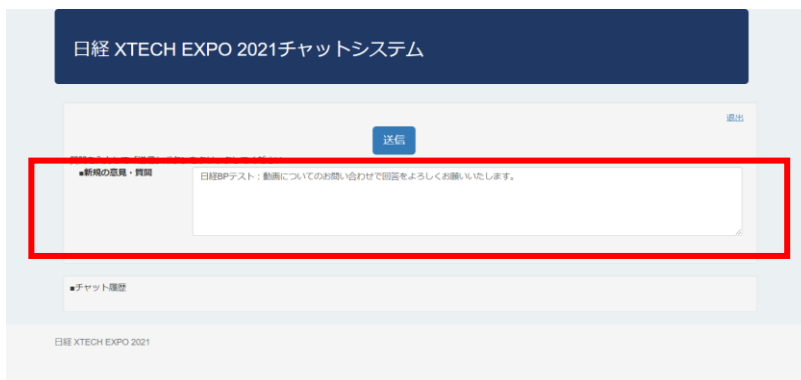 日経 XTECH EXPO 2021チャットシステム
退出
送信
■新規の意見・質問
日経BPテスト：動画についてのお問い合わせで回答をよろしくお願いいたします。
■チャット履歴
日経 XTECH EXPO 2021